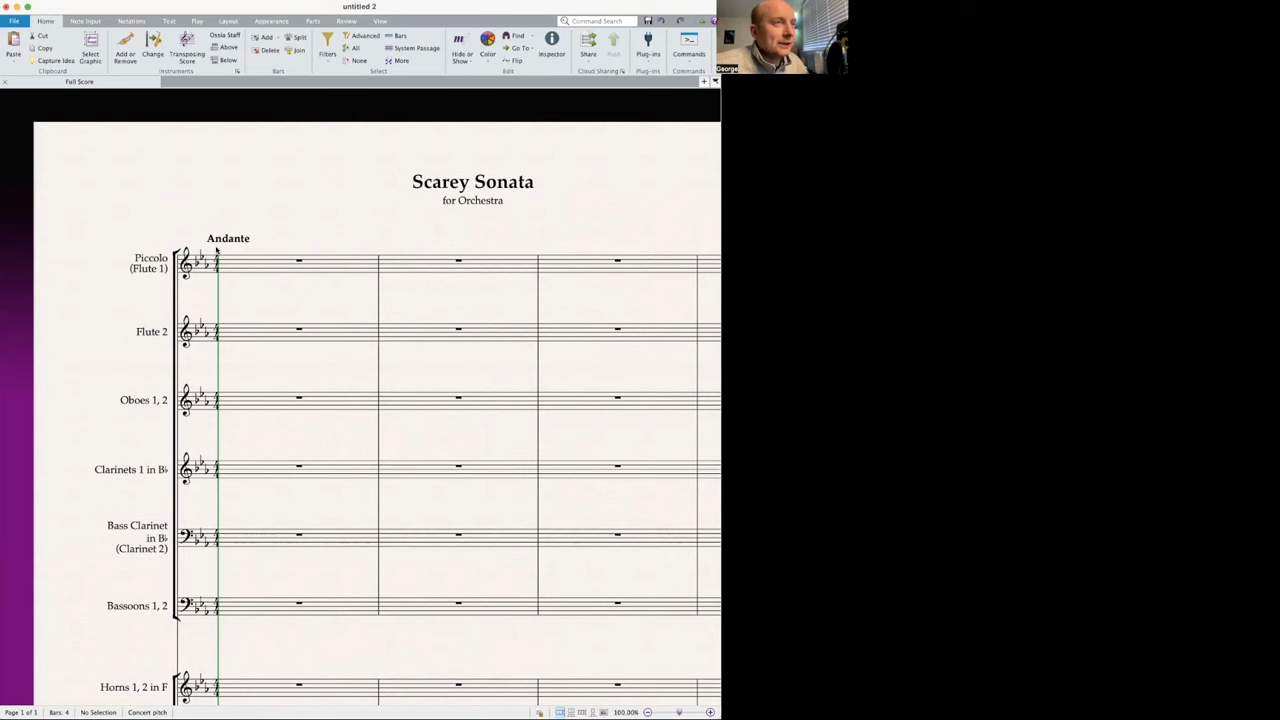 untitled 2
File Home Note Input Notations Text Play Layout Appearance Parts Review View Command Search
Paste Cut Copy Capture Idea Select Graphic Add or Remove Change Transposing Score Ossia Staff Above Below Add Split Delete Join Filters Advanced All None Bars System Passage More Hide or Show Color Find Go To Flip Inspector Share Push Plug-ins Commands
Clipboard Instruments Bars Select Edit Cloud Sharing Plug-ins Commands
George
Full Score
Scarey Sonata
for Orchestra
Andante
Piccolo
(Flute 1)
Flute 2
Oboes 1, 2
Clarinets 1 in B♭
Bass Clarinet
in B♭
(Clarinet 2)
Bassoons 1, 2
Horns 1, 2 in F
Page 1 of 1 Bars: 4 No Selection Concert pitch 100.00%